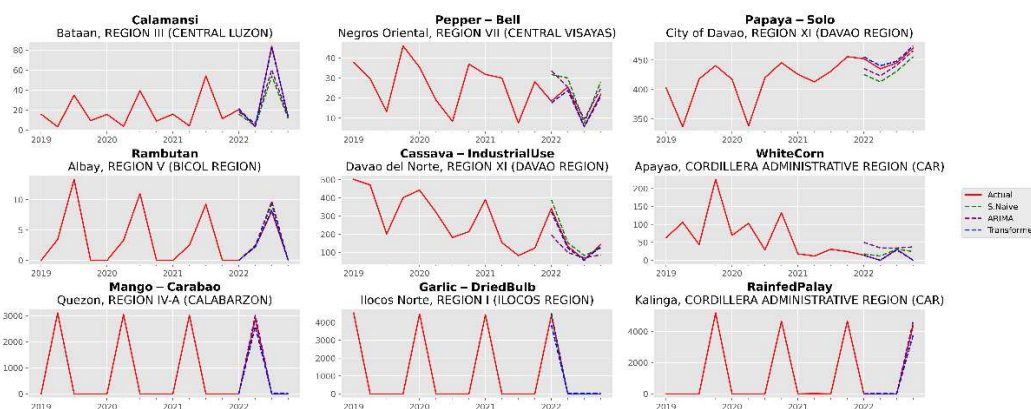 Calamansi
Bataan, REGION III (CENTRAL LUZON)
80
60
40
20
0
2019 2020 2021 2022
Pepper – Bell
Negros Oriental, REGION VII (CENTRAL VISAYAS)
40
30
20
10
2019 2020 2021 2022
Papaya – Solo
City of Davao, REGION XI (DAVAO REGION)
450
400
350
2019 2020 2021 2022
Rambutan
Albay, REGION V (BICOL REGION)
10
5
0
2019 2020 2021 2022
Cassava – IndustrialUse
Davao del Norte, REGION XI (DAVAO REGION)
500
400
300
200
100
2019 2020 2021 2022
WhiteCorn
Apayao, CORDILLERA ADMINISTRATIVE REGION (CAR)
200
150
100
50
0
2019 2020 2021 2022
Actual
S.Naive
ARIMA
Transforme
Mango – Carabao
Quezon, REGION IV-A (CALABARZON)
3000
2000
1000
0
2019 2020 2021 2022
Garlic – DriedBulb
Ilocos Norte, REGION I (ILOCOS REGION)
4000
3000
2000
1000
0
2019 2020 2021 2022
RainfedPalay
Kalinga, CORDILLERA ADMINISTRATIVE REGION (CAR)
4000
2000
0
2019 2020 2021 2022